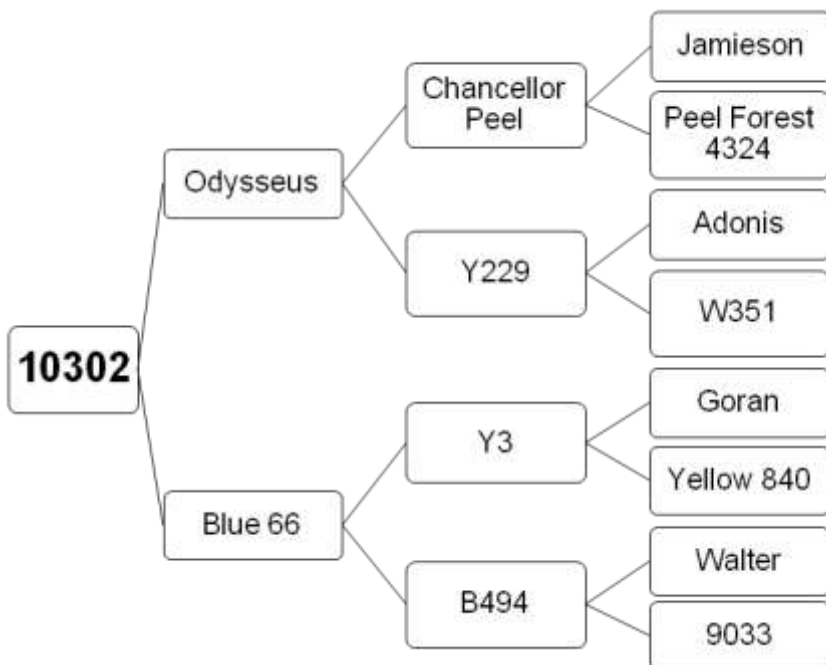 Jamieson
Chancellor
Peel
Peel Forest
4324
Odysseus
Adonis
Y229
W351
10302
Goran
Y3
Yellow 840
Blue 66
Walter
B494
9033